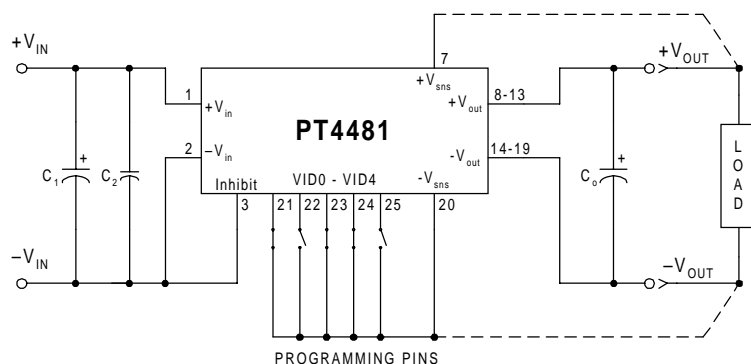 7
+V_IN
+V_OUT
+V_sns
1
+V_in
+V_out
8-13
PT4481
2
−V_in
-V_out
14-19
+
C_1
C_2
+
C_o
LOAD
Inhibit
VID0 - VID4
-V_sns
3
21
22
23
24
25
20
−V_IN
−V_OUT
PROGRAMMING PINS